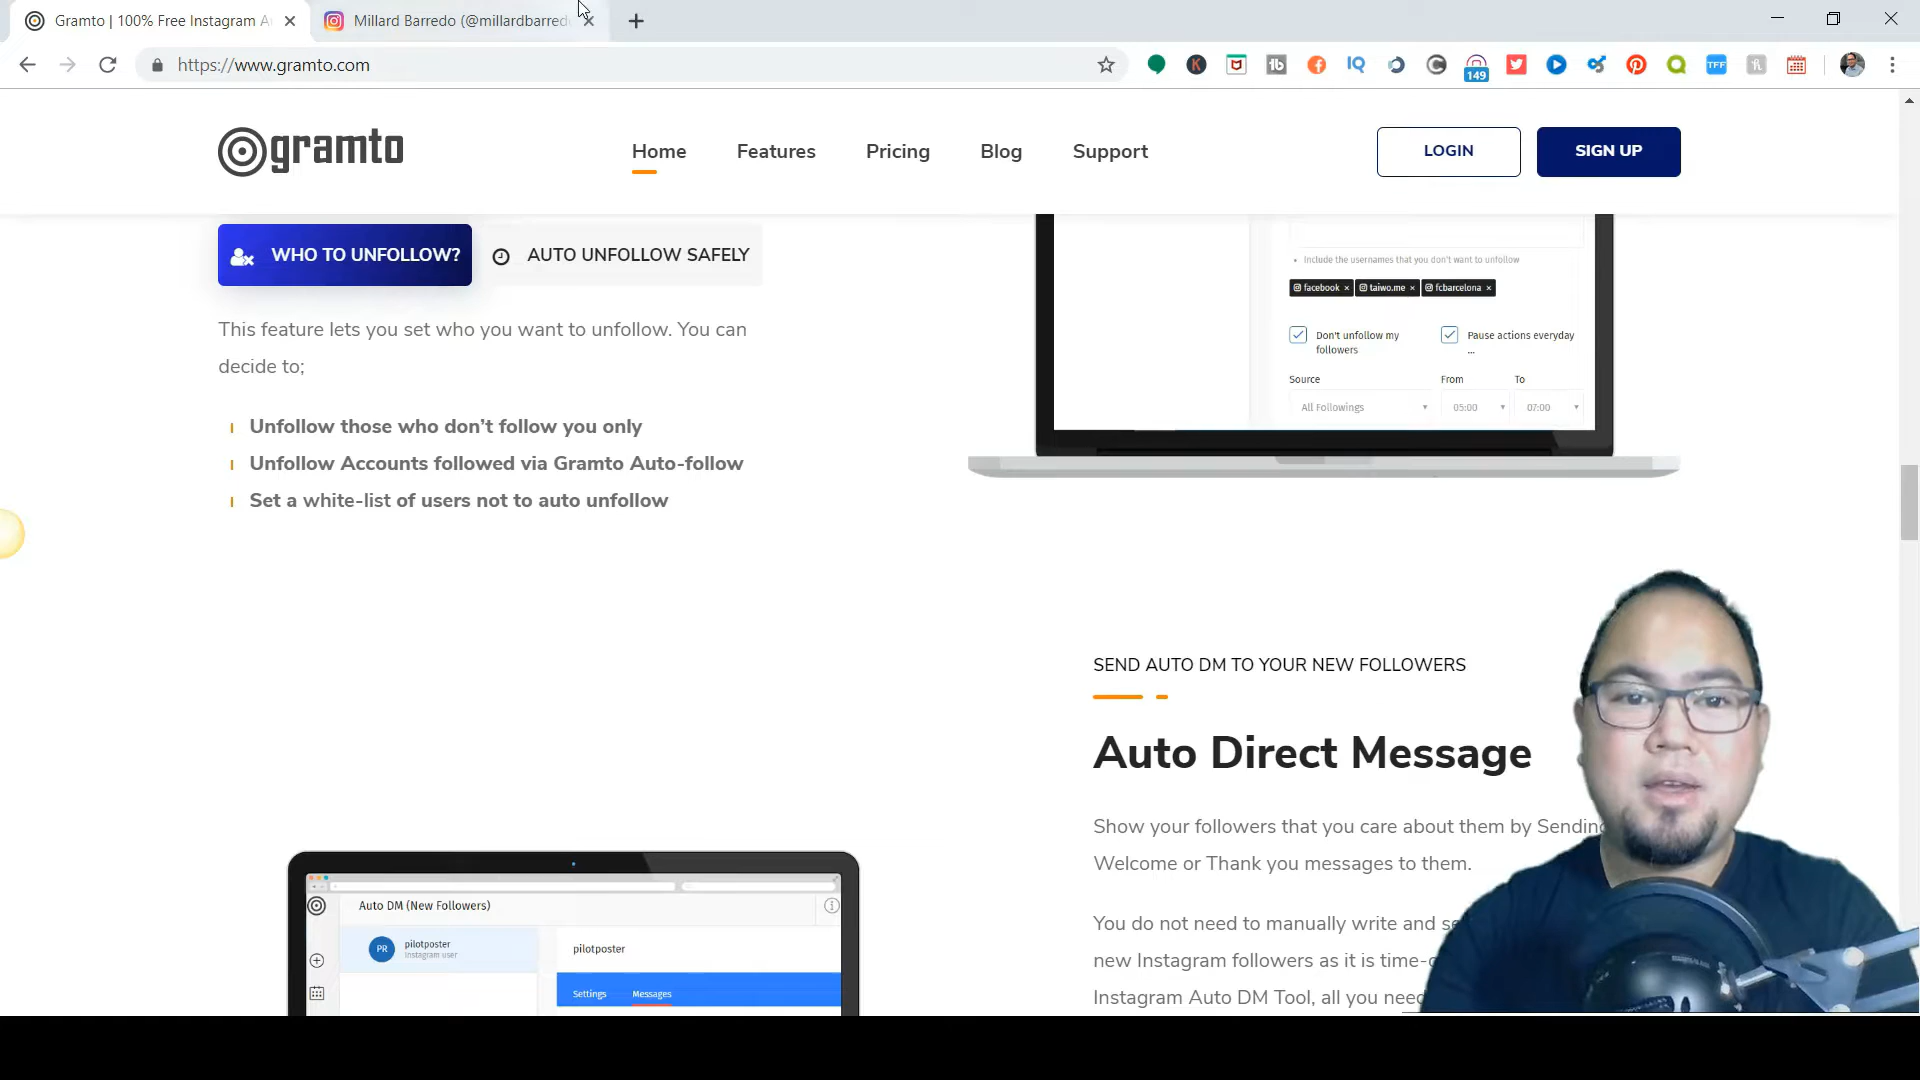 Gramto | 100% Free Instagram A
Millard Barredo (@millardbarred
https://www.gramto.com
149
TFF
gramto
Home
Features
Pricing
Blog
Support
LOGIN
SIGN UP
WHO TO UNFOLLOW?
AUTO UNFOLLOW SAFELY
This feature lets you set who you want to unfollow. You can
decide to;
Unfollow those who don't follow you only
Unfollow Accounts followed via Gramto Auto-follow
Set a white-list of users not to auto unfollow
Include the usernames that you don't want to unfollow
facebook ×
taiwo.me ×
fcbarcelona ×
Don't unfollow my
followers
Pause actions everyday
...
Source
From
To
All Followings
05:00
07:00
SEND AUTO DM TO YOUR NEW FOLLOWERS
Auto Direct Message
Show your followers that you care about them by Sending
Welcome or Thank you messages to them.
You do not need to manually write and se
new Instagram followers as it is time-c
Instagram Auto DM Tool, all you need
Auto DM (New Followers)
PR
pilotposter
Instagram user
pilotposter
Settings
Messages